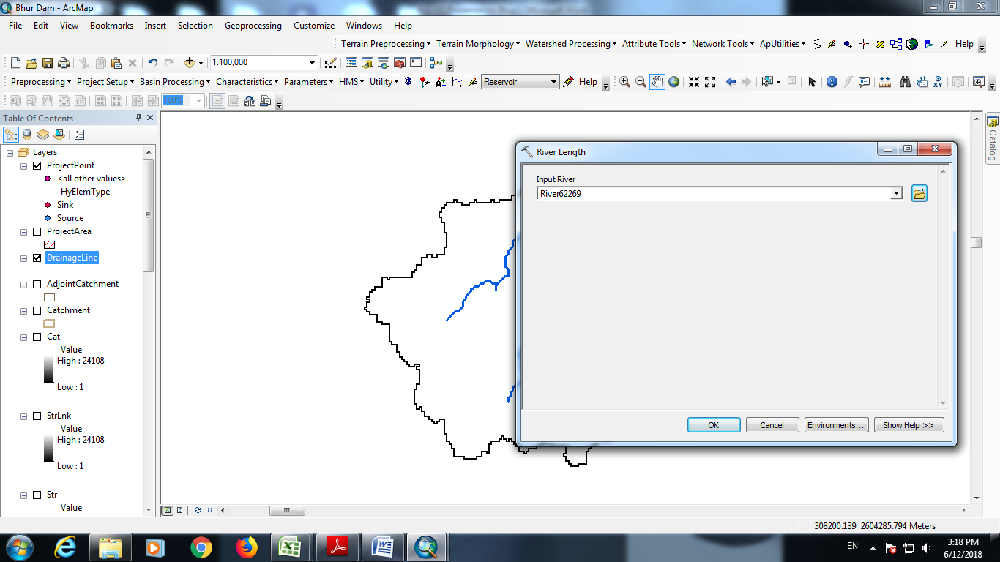 Bhur Dam - ArcMap
File Edit View Bookmarks Insert Selection Geoprocessing Customize Windows Help
Terrain Preprocessing Terrain Morphology Watershed Processing Attribute Tools Network Tools ApUtilities Help
1:100,000
Preprocessing Project Setup Basin Processing Characteristics Parameters HMS Utility Reservoir Help
100%
Table Of Contents
Layers
ProjectPoint
<all other values>
HyElemType
Sink
Source
ProjectArea
DrainageLine
AdjointCatchment
Catchment
Cat
Value
High : 24108
Low : 1
StrLnk
Value
High : 24108
Low : 1
Str
Value
River Length
Input River
River62269
OK Cancel Environments... Show Help >>
Catalog
308200.139 2604285.794 Meters
EN
3:18 PM
6/12/2018